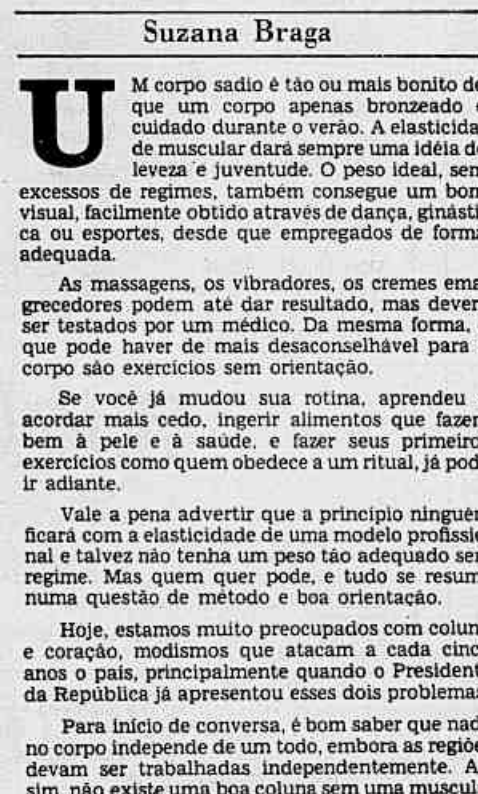 Suzana Braga
UM corpo sadio é tão ou mais bonito de
que um corpo apenas bronzeado e
cuidado durante o verão. A elasticida-
de muscular dará sempre uma idéia de
leveza e juventude. O peso ideal, sem
excessos de regimes, também consegue um bom
visual, facilmente obtido através de dança, ginásti-
ca ou esportes, desde que empregados de forma
adequada.
As massagens, os vibradores, os cremes ema
grecedores podem até dar resultado, mas devem
ser testados por um médico. Da mesma forma,
que pode haver de mais desaconselhável para
corpo são exercícios sem orientação.
Se você já mudou sua rotina, aprendeu
acordar mais cedo, ingerir alimentos que fazem
bem à pele e à saúde, e fazer seus primeiro
exercícios como quem obedece a um ritual, já pod
ir adiante.
Vale a pena advertir que a princípio ninguém
ficará com a elasticidade de uma modelo profissio
nal e talvez não tenha um peso tão adequado sem
regime. Mas quem quer pode, e tudo se resum
numa questão de método e boa orientação.
Hoje, estamos muito preocupados com colun
e coração, modismos que atacam a cada cinc
anos o país, principalmente quando o President
da República já apresentou esses dois problemas
Para início de conversa, é bom saber que nad
no corpo independe de um todo, embora as regiõe
devam ser trabalhadas independentemente. A
sim, não existe uma boa coluna sem uma muscul